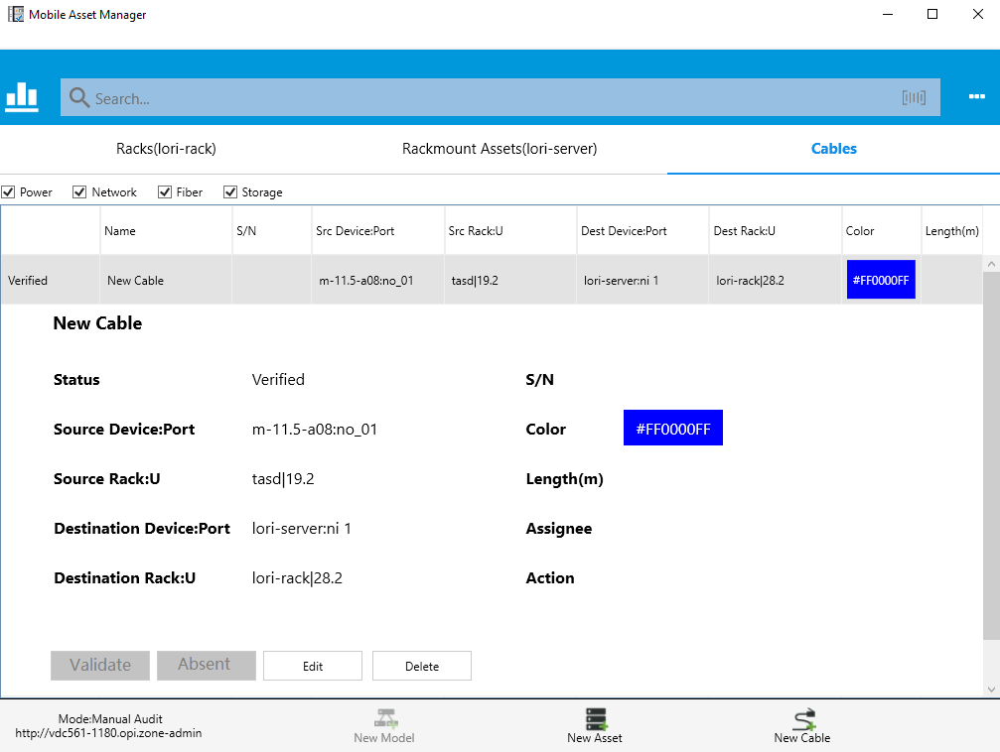 Mobile Asset Manager
Search...
Racks(lori-rack) Rackmount Assets(lori-server) Cables
Power Network Fiber Storage
Name S/N Src Device:Port Src Rack:U Dest Device:Port Dest Rack:U Color Length(m)
Verified New Cable m-11.5-a08:no_01 tasd|19.2 lori-server:ni 1 lori-rack|28.2 #FF0000FF
New Cable
Status Verified S/N
Source Device:Port m-11.5-a08:no_01 Color #FF0000FF
Source Rack:U tasd|19.2 Length(m)
Destination Device:Port lori-server:ni 1 Assignee
Destination Rack:U lori-rack|28.2 Action
Validate Absent Edit Delete
Mode:Manual Audit
http://vdc561-1180.opi.zone-admin
New Model New Asset New Cable